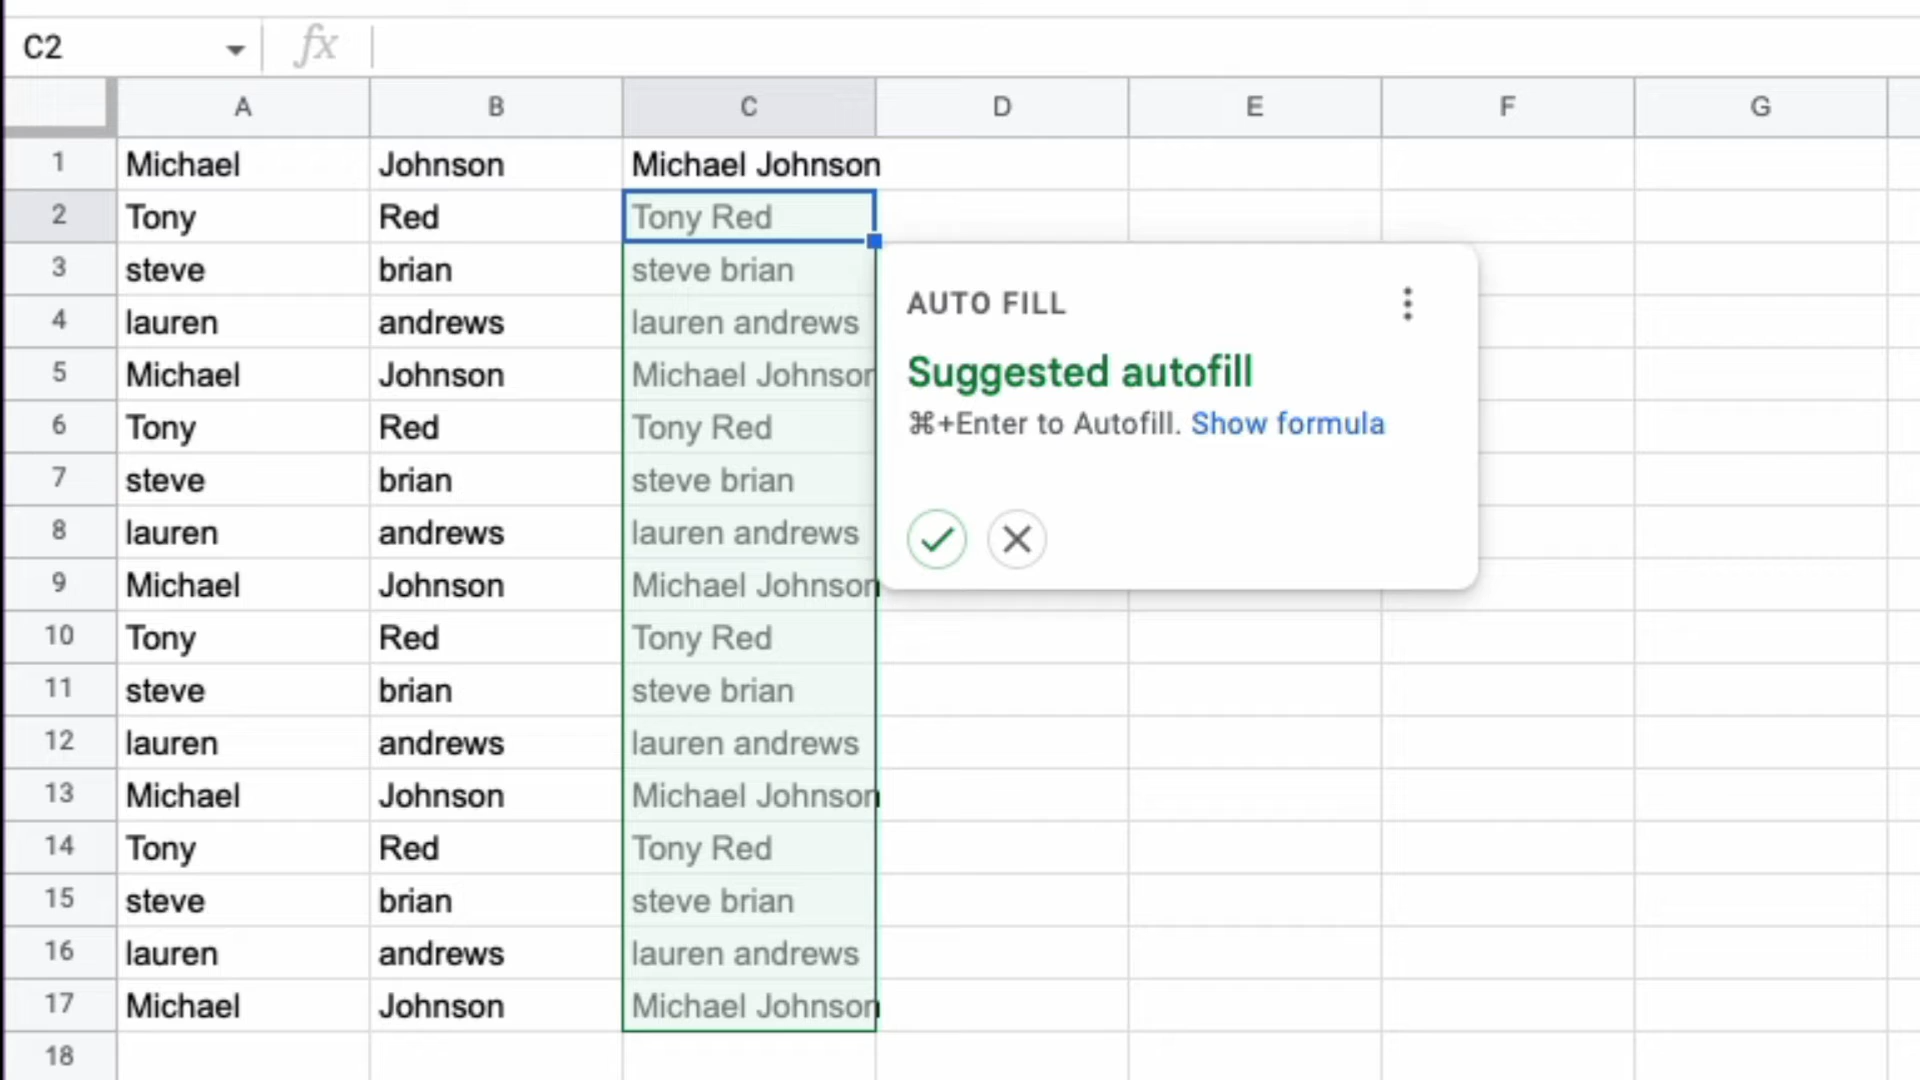 C2 fx
A B C D E F G
1 Michael Johnson Michael Johnson
2 Tony Red Tony Red
3 steve brian steve brian
4 lauren andrews lauren andrews
5 Michael Johnson Michael Johnson
6 Tony Red Tony Red
7 steve brian steve brian
8 lauren andrews lauren andrews
9 Michael Johnson Michael Johnson
10 Tony Red Tony Red
11 steve brian steve brian
12 lauren andrews lauren andrews
13 Michael Johnson Michael Johnson
14 Tony Red Tony Red
15 steve brian steve brian
16 lauren andrews lauren andrews
17 Michael Johnson Michael Johnson
18
AUTO FILL
Suggested autofill
⌘+Enter to Autofill. Show formula